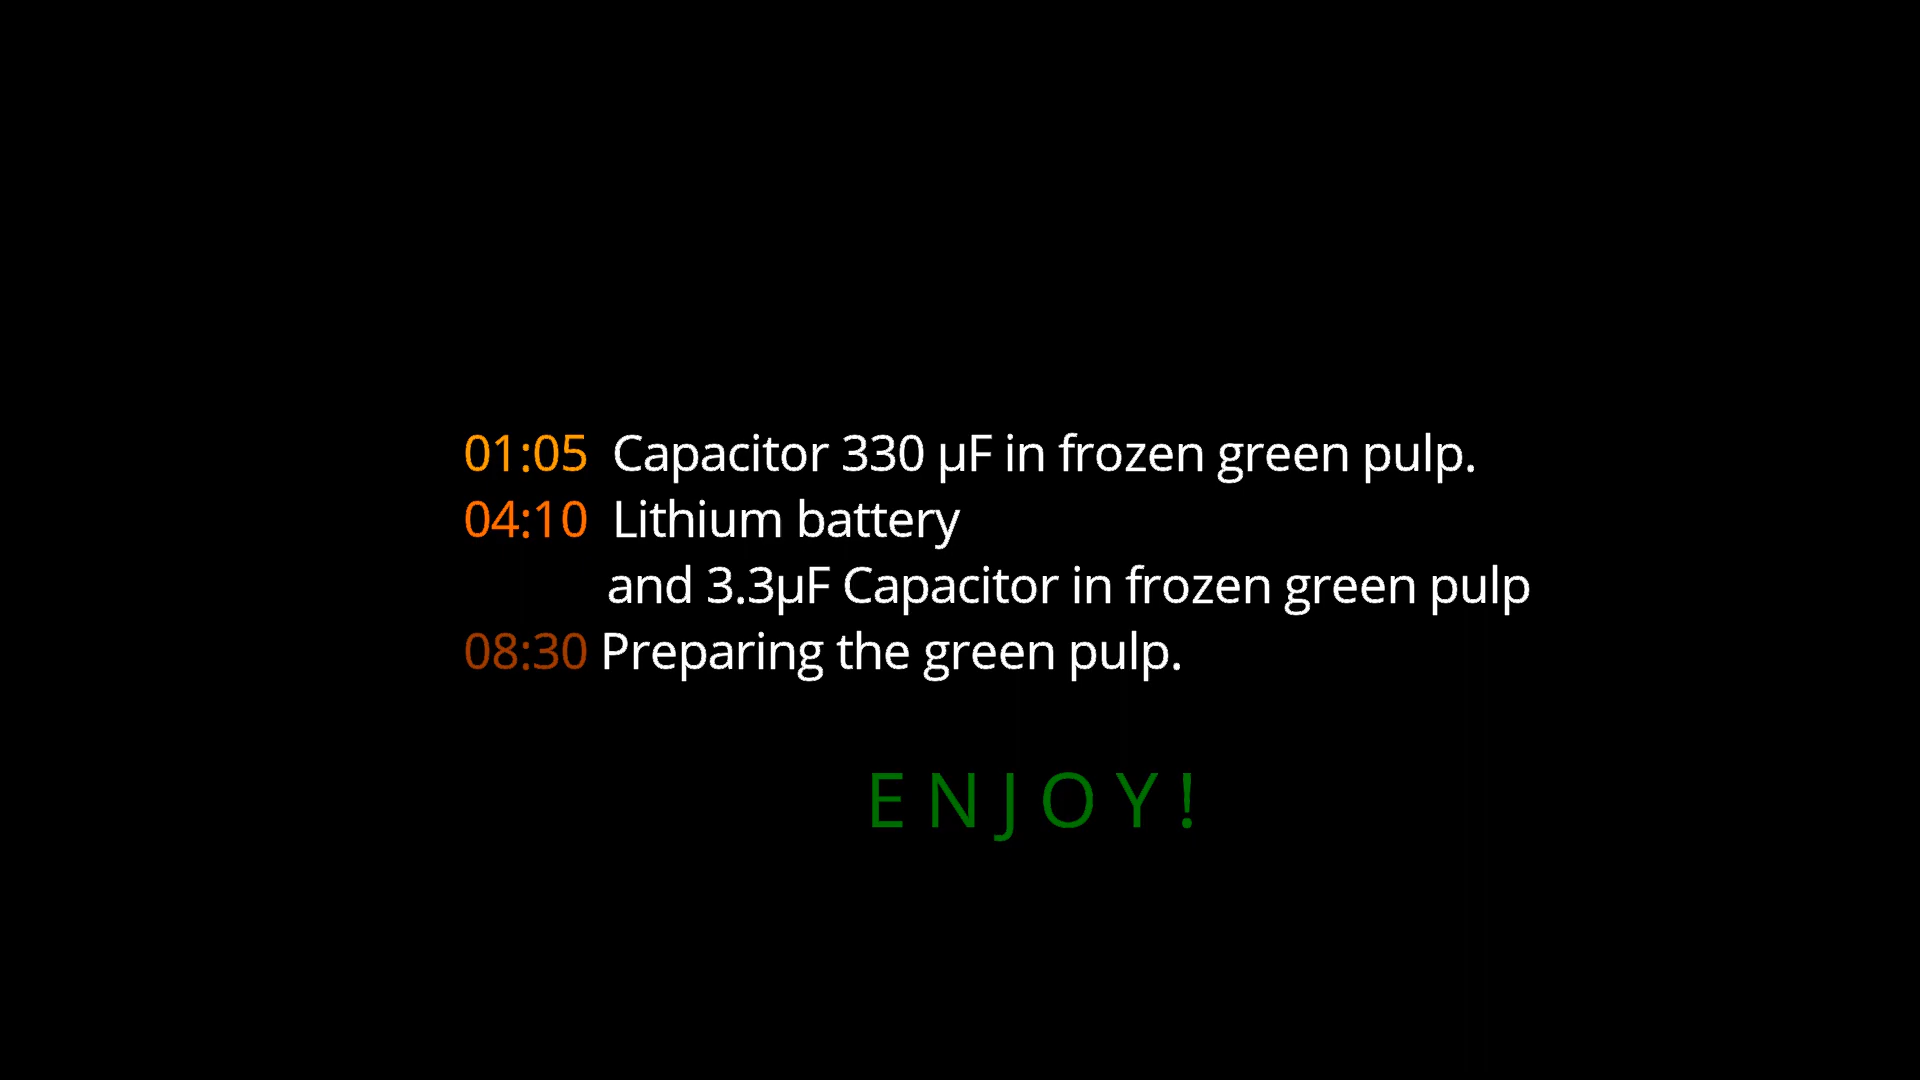 01:05 Capacitor 330 µF in frozen green pulp.
04:10 Lithium battery
and 3.3µF Capacitor in frozen green pulp
08:30 Preparing the green pulp.
E N J O Y !